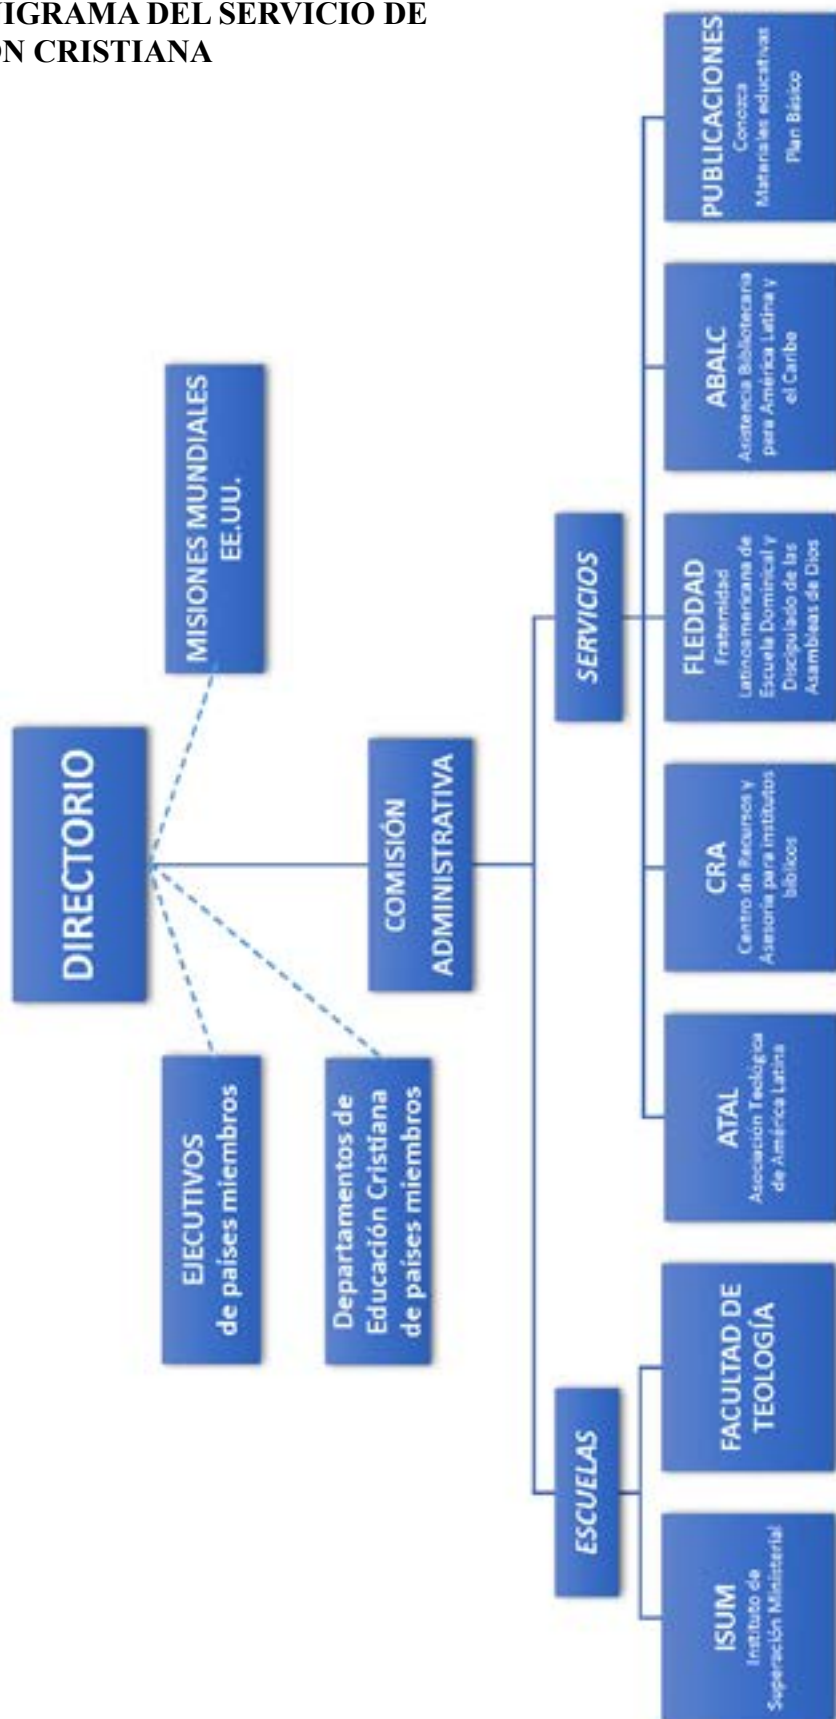 IGRAMA DEL SERVICIO DE
ÓN CRISTIANA
DIRECTORIO
MISIONES MUNDIALES
EE.UU.
EJECUTIVOS
de países miembros
Departamentos de
Educación Cristiana
de países miembros
COMISIÓN
ADMINISTRATIVA
ESCUELAS
SERVICIOS
ISUM
Instituto de
Superación Ministerial
FACULTAD DE
TEOLOGÍA
ATAL
Asociación Teológica
de América Latina
CRA
Centro de Recursos y
Asesoría para institutos
bíblicos
FLEDDAD
Fraternidad
Latinoamericana de
Escuela Dominical y
Discipulado de las
Asambleas de Dios
ABALC
Asistencia Bibliotecaria
para América Latina y
el Caribe
PUBLICACIONES
Conozca
Materiales educativas
Plan Básico